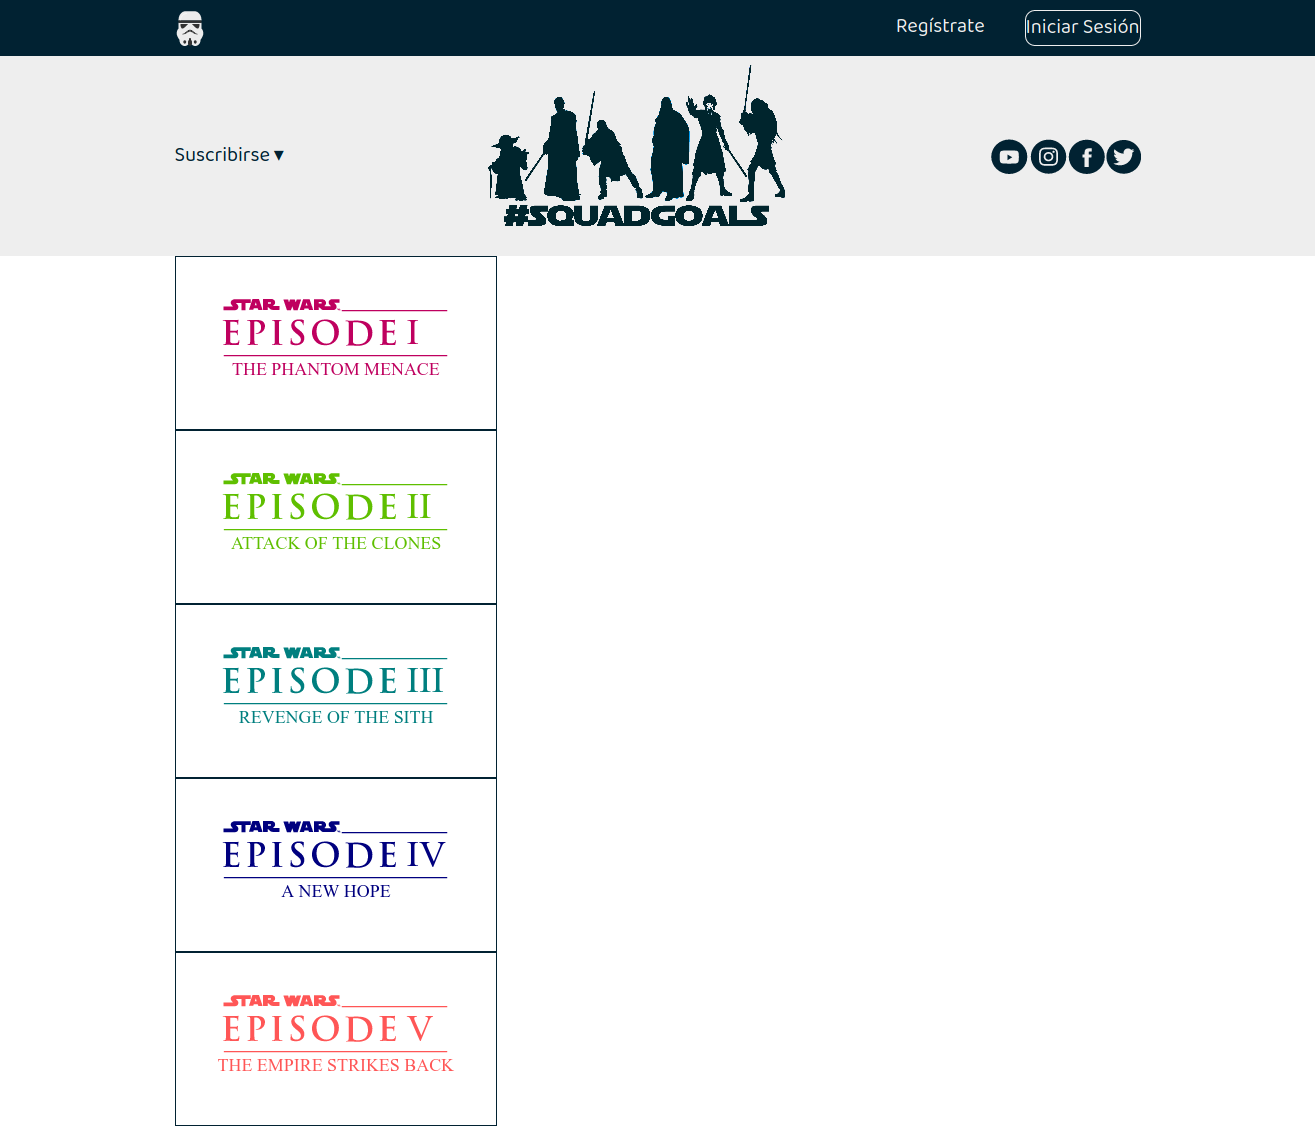 Regístrate
Iniciar Sesión
Suscribirse ▼
#SQUADGOALS
STAR WARS
EPISODE I
THE PHANTOM MENACE
STAR WARS
EPISODE II
ATTACK OF THE CLONES
STAR WARS
EPISODE III
REVENGE OF THE SITH
STAR WARS
EPISODE IV
A NEW HOPE
STAR WARS
EPISODE V
THE EMPIRE STRIKES BACK